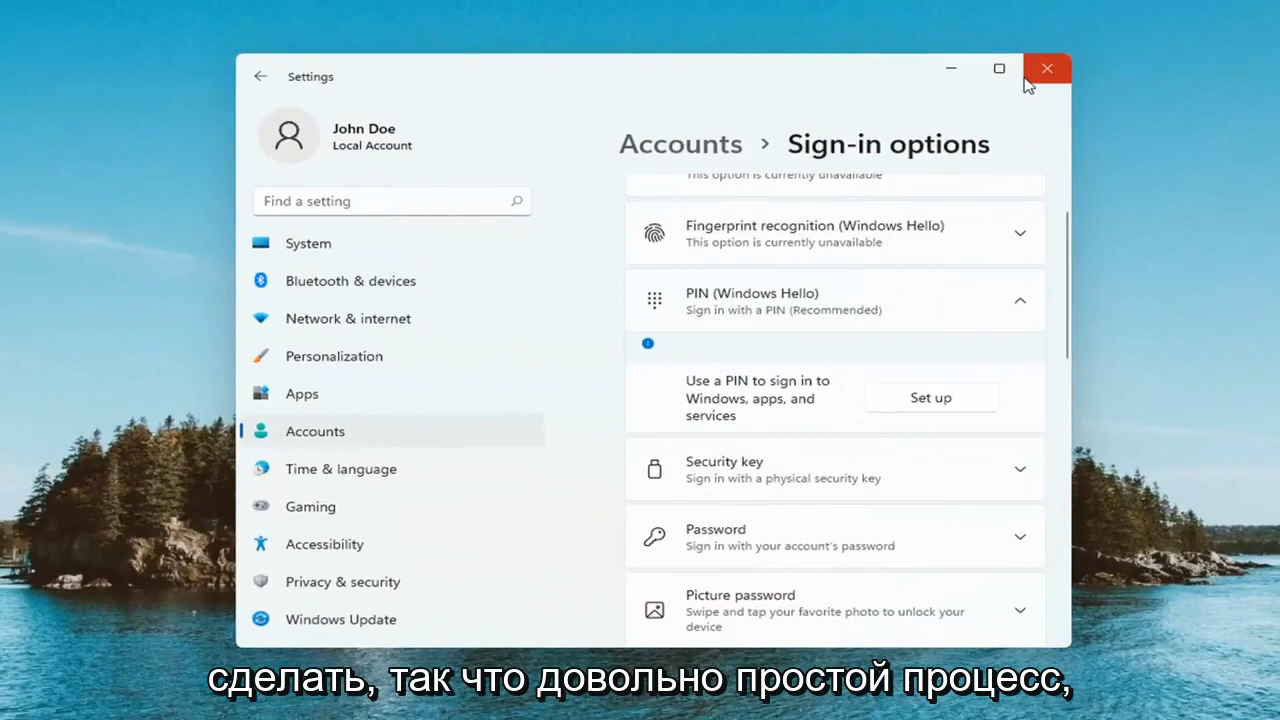 Settings
John Doe
Local Account
Find a setting
System
Bluetooth & devices
Network & internet
Personalization
Apps
Accounts
Time & language
Gaming
Accessibility
Privacy & security
Windows Update
Accounts > Sign-in options
This option is currently unavailable
Fingerprint recognition (Windows Hello)
This option is currently unavailable
PIN (Windows Hello)
Sign in with a PIN (Recommended)
Use a PIN to sign in to
Windows, apps, and
services
Set up
Security key
Sign in with a physical security key
Password
Sign in with your account's password
Picture password
Swipe and tap your favorite photo to unlock your
device
сделать, так что довольно простой процесс,